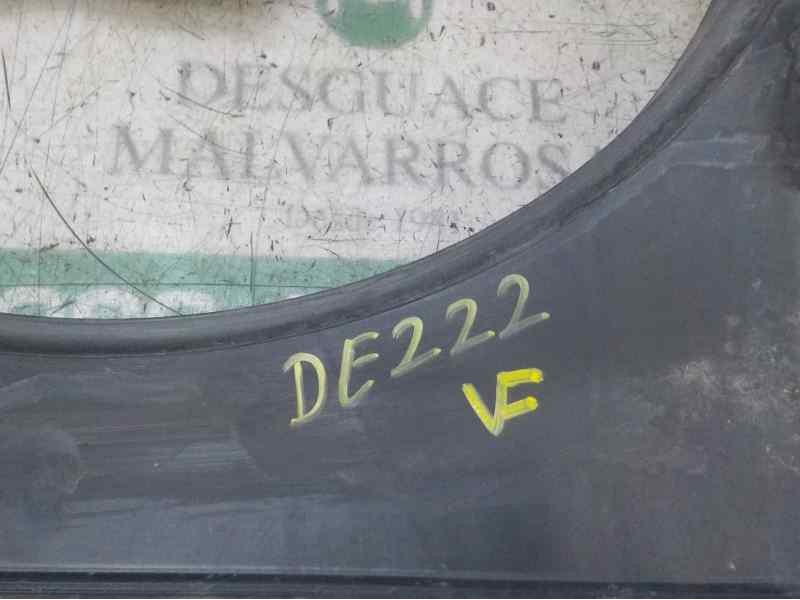 DESGUACE
MALVARROSA
DE222
VF